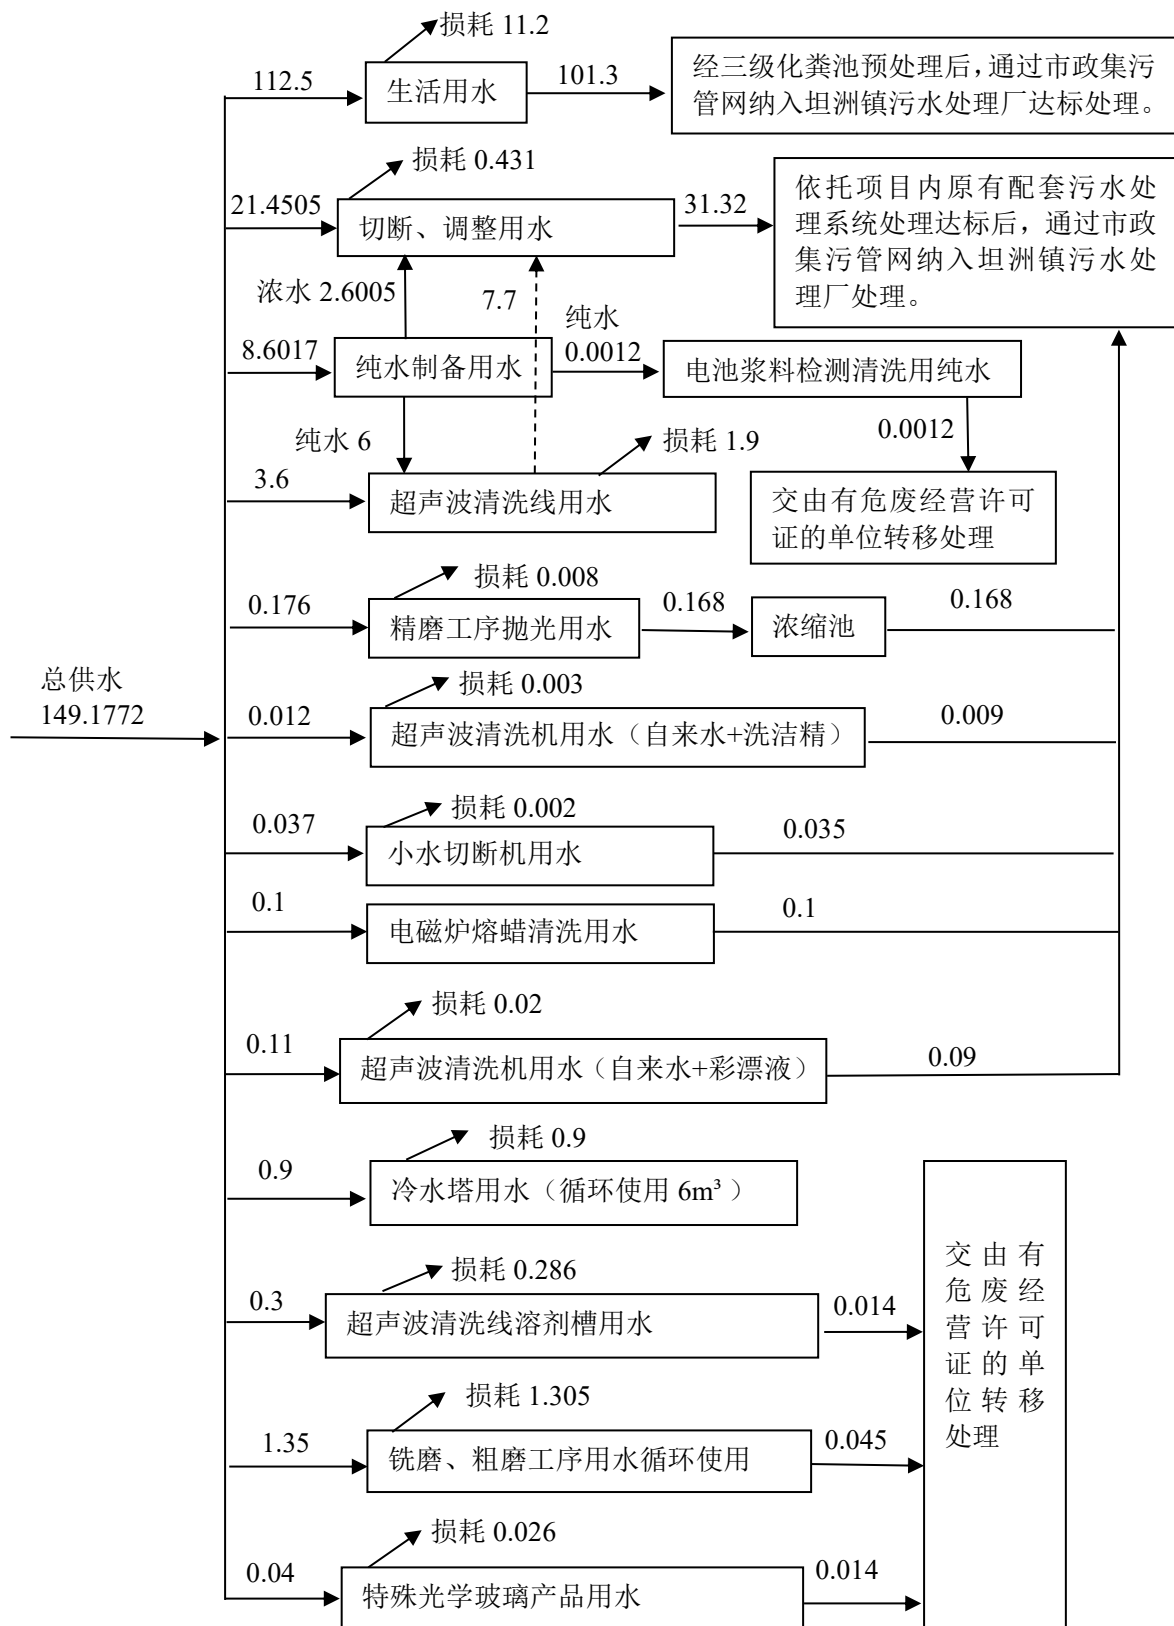 损耗 11.2
112.5
生活用水
101.3
经三级化粪池预处理后，通过市政集污
管网纳入坦洲镇污水处理厂达标处理。
损耗 0.431
21.4505
切断、调整用水
31.32
依托项目内原有配套污水处
理系统处理达标后，通过市政
集污管网纳入坦洲镇污水处
理厂处理。
浓水 2.6005
7.7
纯水
0.0012
8.6017
纯水制备用水
电池浆料检测清洗用纯水
0.0012
纯水 6
损耗 1.9
3.6
超声波清洗线用水
交由有危废经营许可
证的单位转移处理
损耗 0.008
0.176
精磨工序抛光用水
0.168
浓缩池
0.168
总供水
149.1772
损耗 0.003
0.012
超声波清洗机用水（自来水+洗洁精）
0.009
损耗 0.002
0.037
小水切断机用水
0.035
0.1
电磁炉熔蜡清洗用水
0.1
损耗 0.02
0.11
超声波清洗机用水（自来水+彩漂液）
0.09
损耗 0.9
0.9
冷水塔用水（循环使用 6m³ ）
损耗 0.286
0.3
超声波清洗线溶剂槽用水
0.014
交由有
危废经
营许可
证的单
位转移
处理
损耗 1.305
1.35
铣磨、粗磨工序用水循环使用
0.045
损耗 0.026
0.04
特殊光学玻璃产品用水
0.014